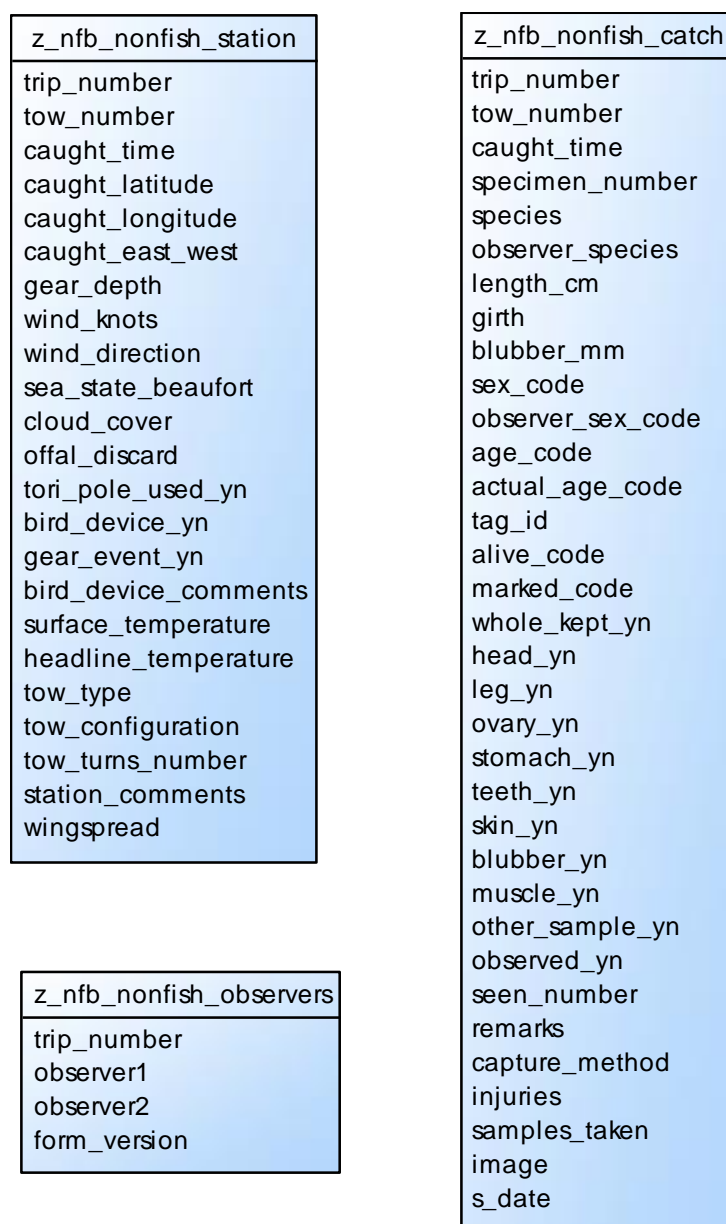 z_nfb_nonfish_station
trip_number
tow_number
caught_time
caught_latitude
caught_longitude
caught_east_west
gear_depth
wind_knots
wind_direction
sea_state_beaufort
cloud_cover
offal_discard
tori_pole_used_yn
bird_device_yn
gear_event_yn
bird_device_comments
surface_temperature
headline_temperature
tow_type
tow_configuration
tow_turns_number
station_comments
wingspread
z_nfb_nonfish_observers
trip_number
observer1
observer2
form_version
z_nfb_nonfish_catch
trip_number
tow_number
caught_time
specimen_number
species
observer_species
length_cm
girth
blubber_mm
sex_code
observer_sex_code
age_code
actual_age_code
tag_id
alive_code
marked_code
whole_kept_yn
head_yn
leg_yn
ovary_yn
stomach_yn
teeth_yn
skin_yn
blubber_yn
muscle_yn
other_sample_yn
observed_yn
seen_number
remarks
capture_method
injuries
samples_taken
image
s_date